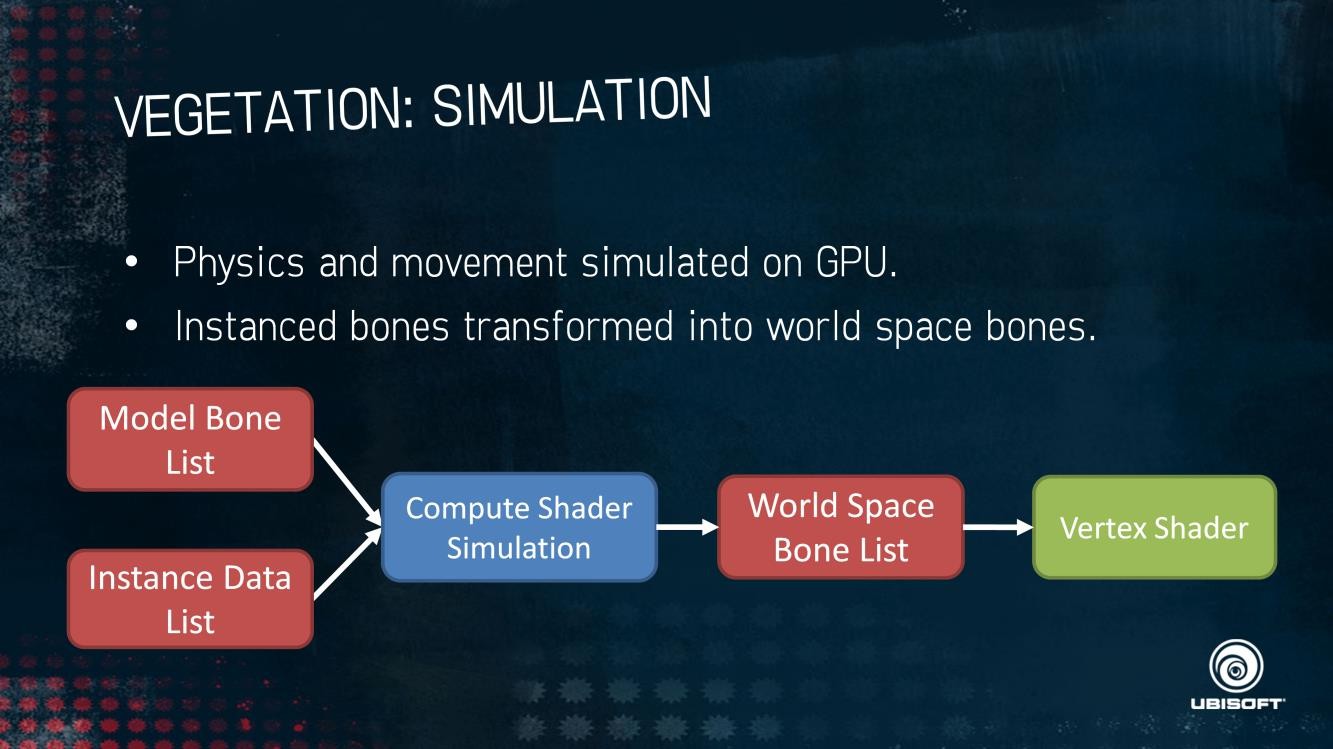 VEGETATION: SIMULATION
• Physics and movement simulated on GPU.
• Instanced bones transformed into world space bones.
Model Bone
List
Instance Data
List
Compute Shader
Simulation
World Space
Bone List
Vertex Shader
UBISOFT